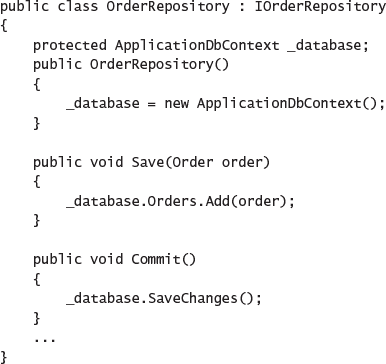 public class OrderRepository : IOrderRepository
{
    protected ApplicationDbContext _database;
    public OrderRepository()
    {
        _database = new ApplicationDbContext();
    }

    public void Save(Order order)
    {
        _database.Orders.Add(order);
    }

    public void Commit()
    {
        _database.SaveChanges();
    }
    ...
}